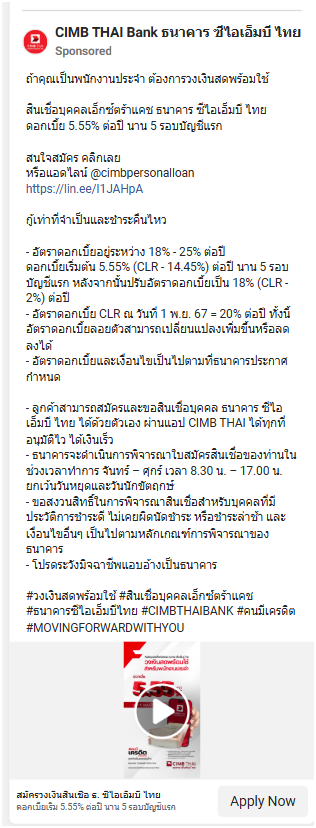 CIMB THAI Bank ธนาคาร ซีไอเอ็มบี ไทย
Sponsored
ถ้าคุณเป็นพนักงานประจำ ต้องการวงเงินสดพร้อมใช้
สินเชื่อบุคคลเอ็กซ์ตร้าแคช ธนาคาร ซีไอเอ็มบี ไทย
ดอกเบี้ย 5.55% ต่อปี นาน 5 รอบบัญชีแรก
สนใจสมัคร คลิกเลย
หรือแอดไลน์ @cimbpersonalloan
https://lin.ee/I1JAHpA
กู้เท่าที่จำเป็นและชำระคืนไหว
- อัตราดอกเบี้ยอยู่ระหว่าง 18% - 25% ต่อปี
ดอกเบี้ยเริ่มต้น 5.55% (CLR - 14.45%) ต่อปี นาน 5 รอบ
บัญชีแรก หลังจากนั้นปรับอัตราดอกเบี้ยเป็น 18% (CLR -
2%) ต่อปี
- อัตราดอกเบี้ย CLR ณ วันที่ 1 พ.ย. 67 = 20% ต่อปี ทั้งนี้
อัตราดอกเบี้ยลอยตัวสามารถเปลี่ยนแปลงเพิ่มขึ้นหรือลด
ลงได้
- อัตราดอกเบี้ยและเงื่อนไขเป็นไปตามที่ธนาคารประกาศ
กำหนด
- ลูกค้าสามารถสมัครและขอสินเชื่อบุคคล ธนาคาร ซีไอ
เอ็มบี ไทย ได้ด้วยตัวเอง ผ่านแอป CIMB THAI ได้ทุกที่
อนุมัติไว ได้เงินเร็ว
- ธนาคารจะดำเนินการพิจารณาใบสมัครสินเชื่อของท่านใน
ช่วงเวลาทำการ จันทร์ – ศุกร์ เวลา 8.30 น. – 17.00 น.
ยกเว้นวันหยุดและวันนักขัตฤกษ์
- ขอสงวนสิทธิ์ในการพิจารณาสินเชื่อสำหรับบุคคลที่มี
ประวัติการชำระดี ไม่เคยผิดนัดชำระ หรือชำระล่าช้า และ
เงื่อนไขอื่นๆ เป็นไปตามหลักเกณฑ์การพิจารณาของ
ธนาคาร
- โปรดระวังมิจฉาชีพแอบอ้างเป็นธนาคาร
#วงเงินสดพร้อมใช้ #สินเชื่อบุคคลเอ็กซ์ตร้าแคช
#ธนาคารซีไอเอ็มบีไทย #CIMBTHAIBANK #คนมีเครดิต
#MOVINGFORWARDWITHYOU
วงเงินสดพร้อมใช้
สำหรับพนักงานประจำ
5.55%
เครดิต
CIMB THAI
สมัครวงเงินสินเชื่อ ธ. ซีไอเอ็มบี ไทย
ดอกเบี้ยเริ่ม 5.55% ต่อปี นาน 5 รอบบัญชีแรก
Apply Now